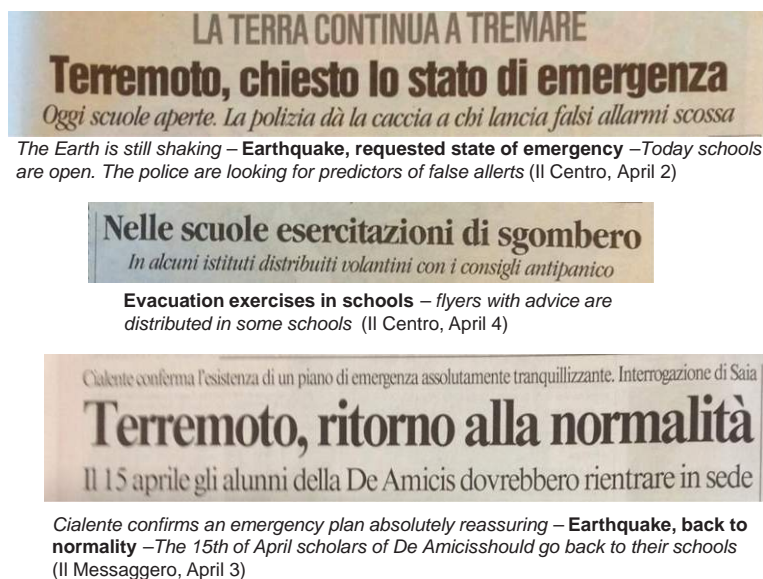 LA TERRA CONTINUA A TREMARE
Terremoto, chiesto lo stato di emergenza
Oggi scuole aperte. La polizia dà la caccia a chi lancia falsi allarmi scossa
The Earth is still shaking – Earthquake, requested state of emergency –Today schools
are open. The police are looking for predictors of false allerts (Il Centro, April 2)
Nelle scuole esercitazioni di sgombero
In alcuni istituti distribuiti volantini con i consigli antipanico
Evacuation exercises in schools – flyers with advice are
distributed in some schools (Il Centro, April 4)
Cialente conferma l'esistenza di un piano di emergenza assolutamente tranquillizzante. Interrogazione di Saia
Terremoto, ritorno alla normalità
Il 15 aprile gli alunni della De Amicis dovrebbero rientrare in sede
Cialente confirms an emergency plan absolutely reassuring – Earthquake, back to
normality –The 15th of April scholars of De Amicisshould go back to their schools
(Il Messaggero, April 3)